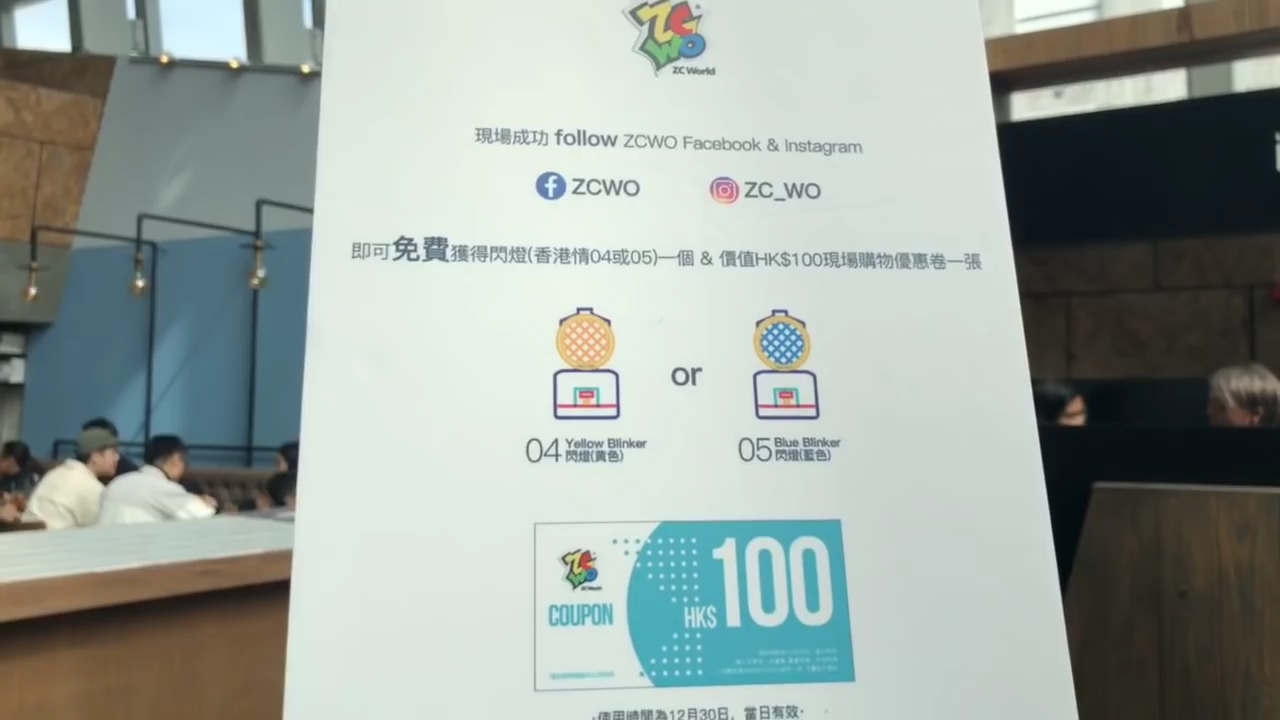 ZCWO
ZC World
現場成功 follow ZCWO Facebook & Instagram
ZCWO
ZC_WO
即可免費獲得閃燈(香港情04或05)一個 & 價值HK$100現場購物優惠卷一張
or
04 Yellow Blinker
閃燈(黃色)
05 Blue Blinker
閃燈(藍色)
ZCWO
ZC World
COUPON
HK$100
使用時間為12月30日，當日有效